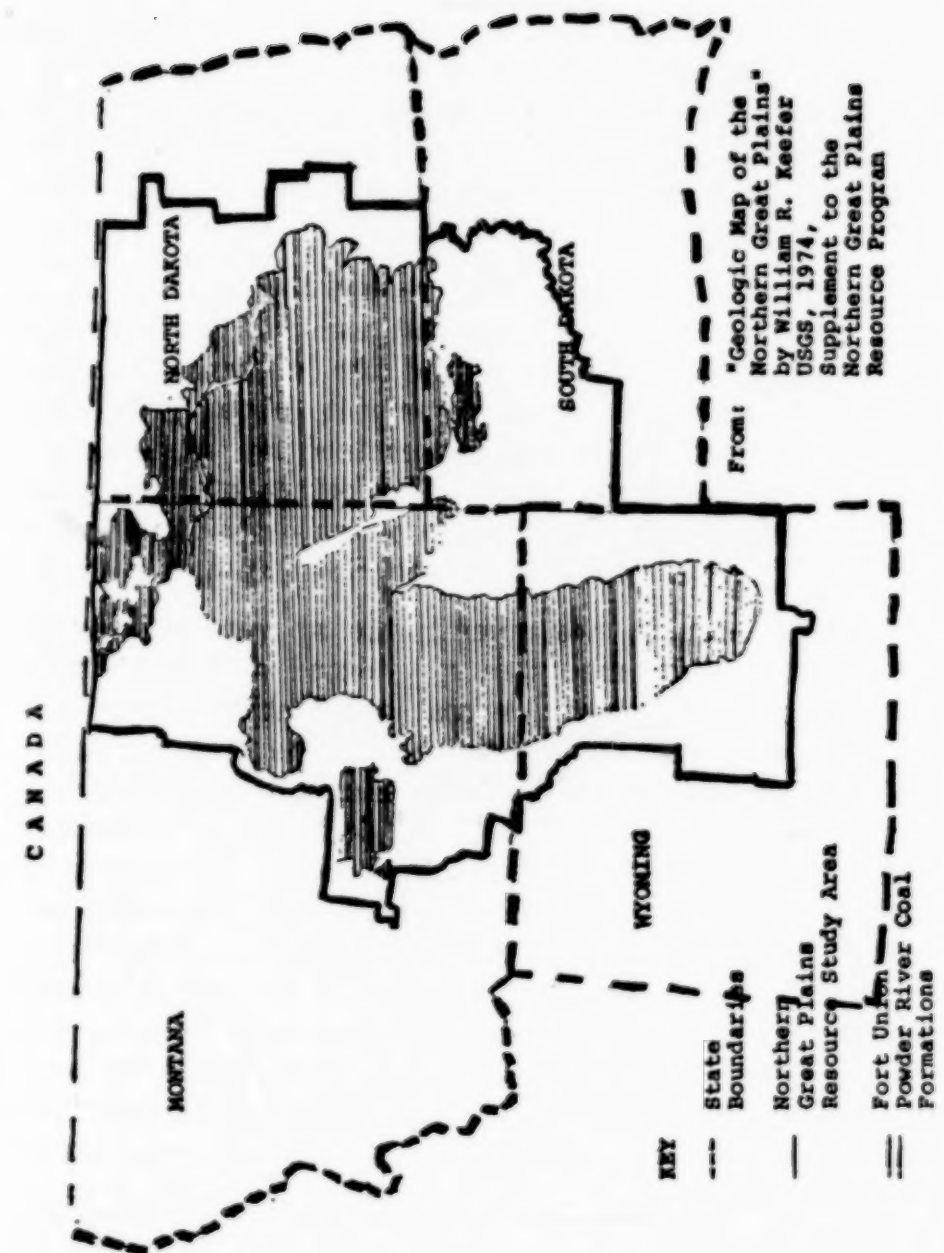 CANADA
MONTANA
NORTH DAKOTA
SOUTH DAKOTA
WYOMING
KEY
--- State
Boundaries
— Northern
Great Plains
Resource Study Area
Fort Union
Powder River Coal
Formations
From: "Geologic Map of the
Northern Great Plains"
by William R. Keefer
USGS, 1974,
Supplement to the
Northern Great Plains
Resource Program